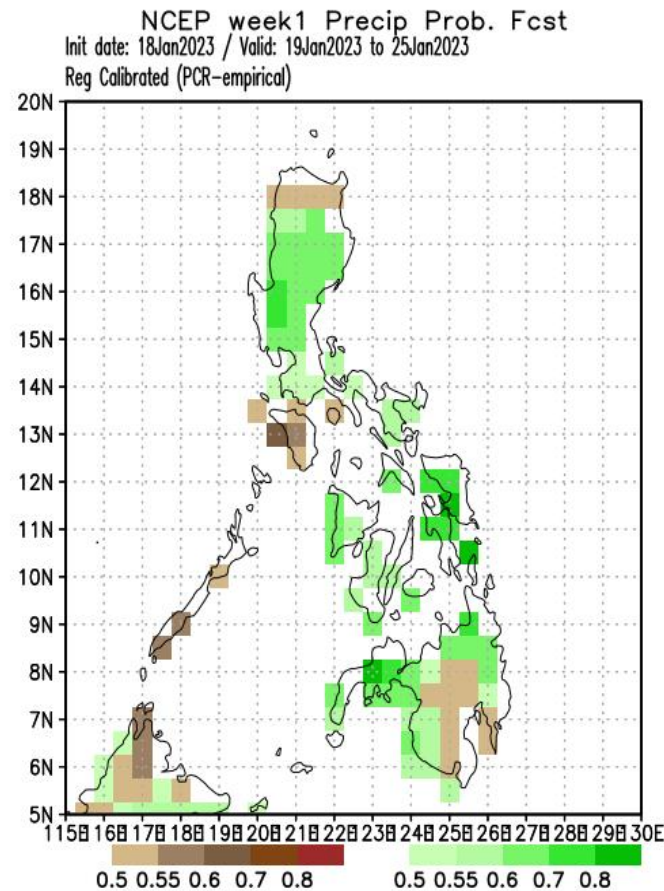 NCEP week1 Precip Prob. Fcst
Init date: 18Jan2023 / Valid: 19Jan2023 to 25Jan2023
Reg Calibrated (PCR-empirical)
20N
19N
18N
17N
16N
15N
14N
13N
12N
11N
10N
9N
8N
7N
6N
5N
115E 116E 117E 118E 119E 120E 121E 122E 123E 124E 125E 126E 127E 128E 129E 130E
0.5 0.55 0.6 0.7 0.8 0.5 0.55 0.6 0.7 0.8